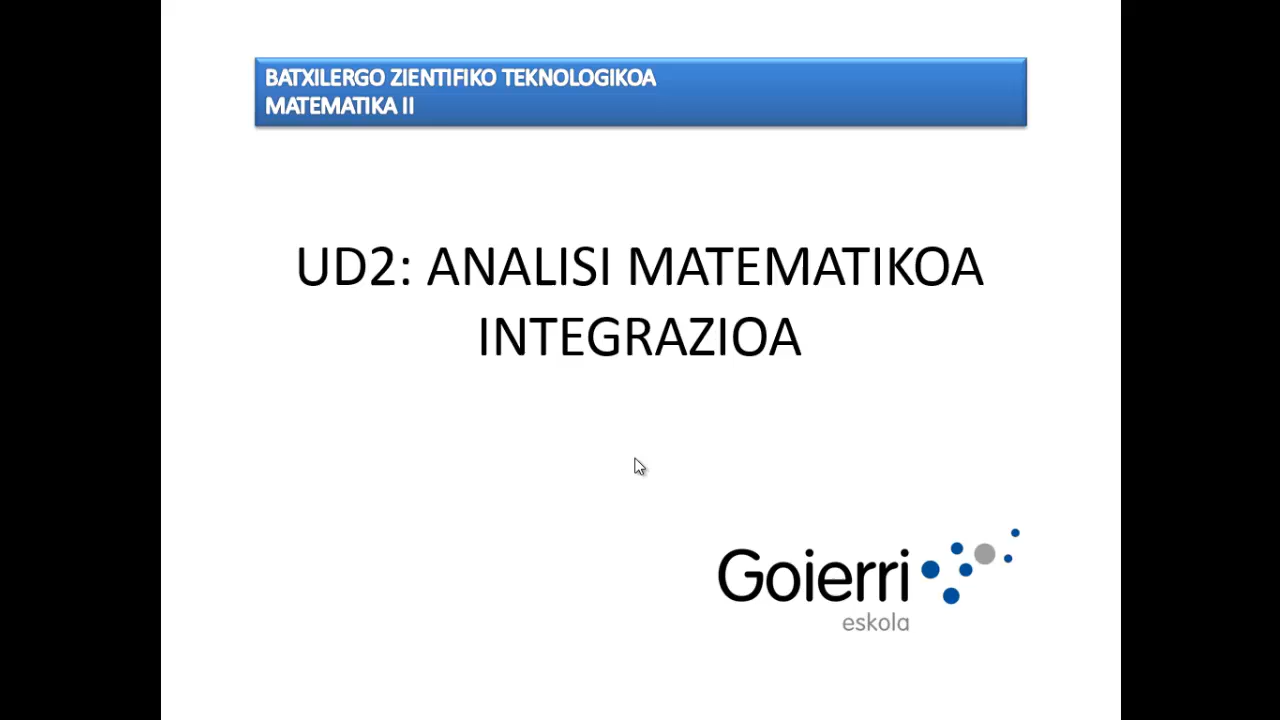 BATXILERGO ZIENTIFIKO TEKNOLOGIKOA
MATEMATIKA II
UD2: ANALISI MATEMATIKOA
INTEGRAZIOA
Goierri
eskola